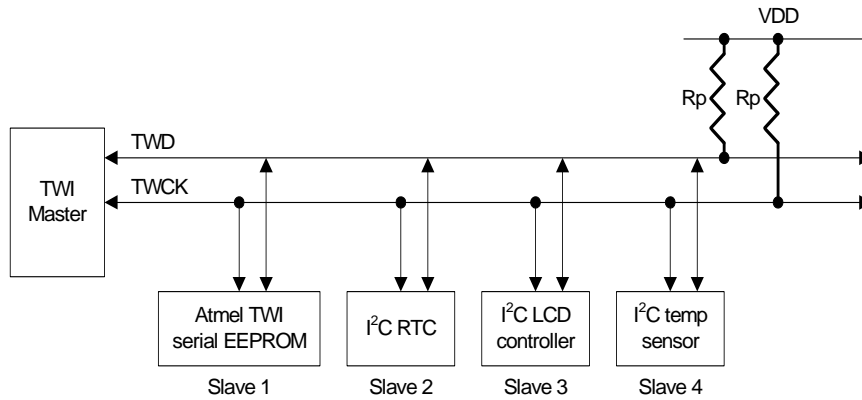 VDD
Rp
Rp
TWD
TWI
Master
TWCK
Atmel TWI
serial EEPROM
I²C RTC
I²C LCD
controller
I²C temp
sensor
Slave 1
Slave 2
Slave 3
Slave 4